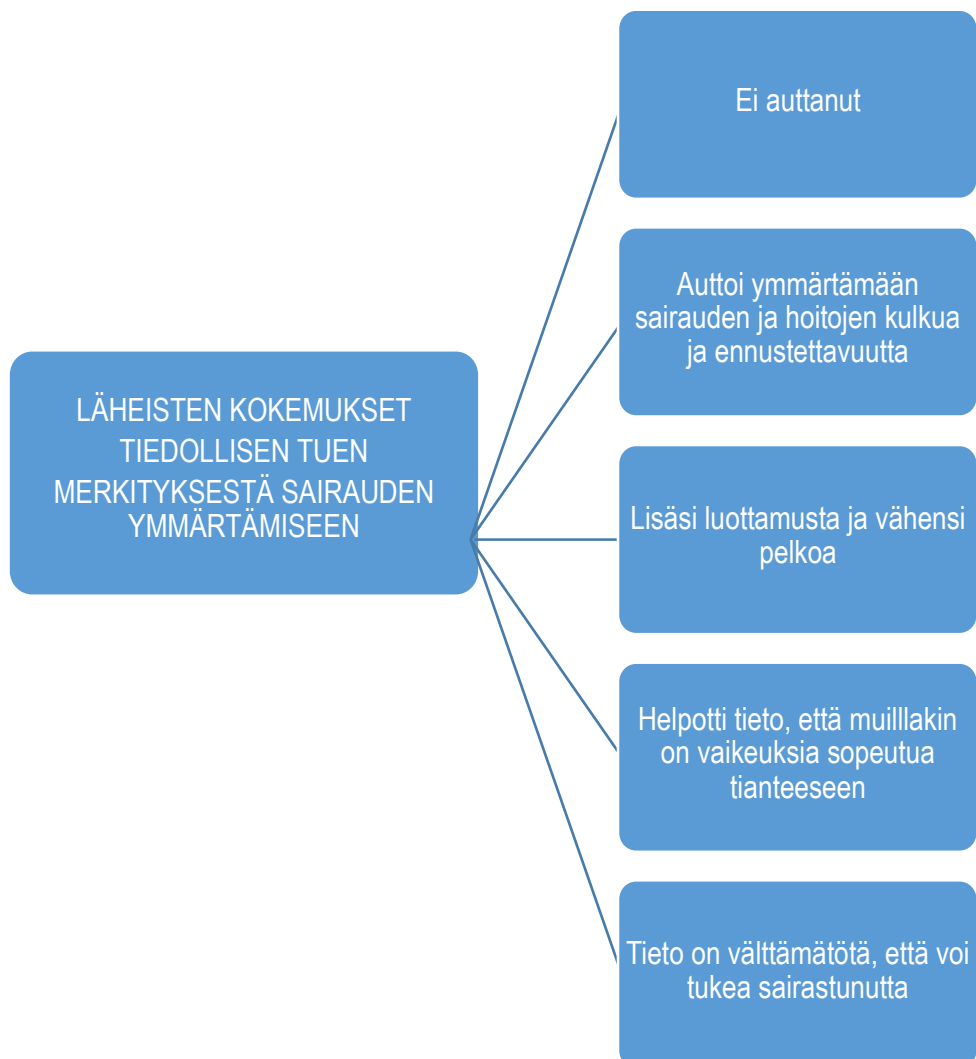 LÄHEISTEN KOKEMUKSET
TIEDOLLISEN TUEN
MERKITYKSESTÄ SAIRAUDEN
YMMÄRTÄMISEEN
Ei auttanut
Auttoi ymmärtämään
sairauden ja hoitojen kulkua
ja ennustettavuutta
Lisäsi luottamusta ja vähensi
pelkoa
Helpotti tieto, että muilllakin
on vaikeuksia sopeutua
tianteeseen
Tieto on välttämätötä, että voi
tukea sairastunutta